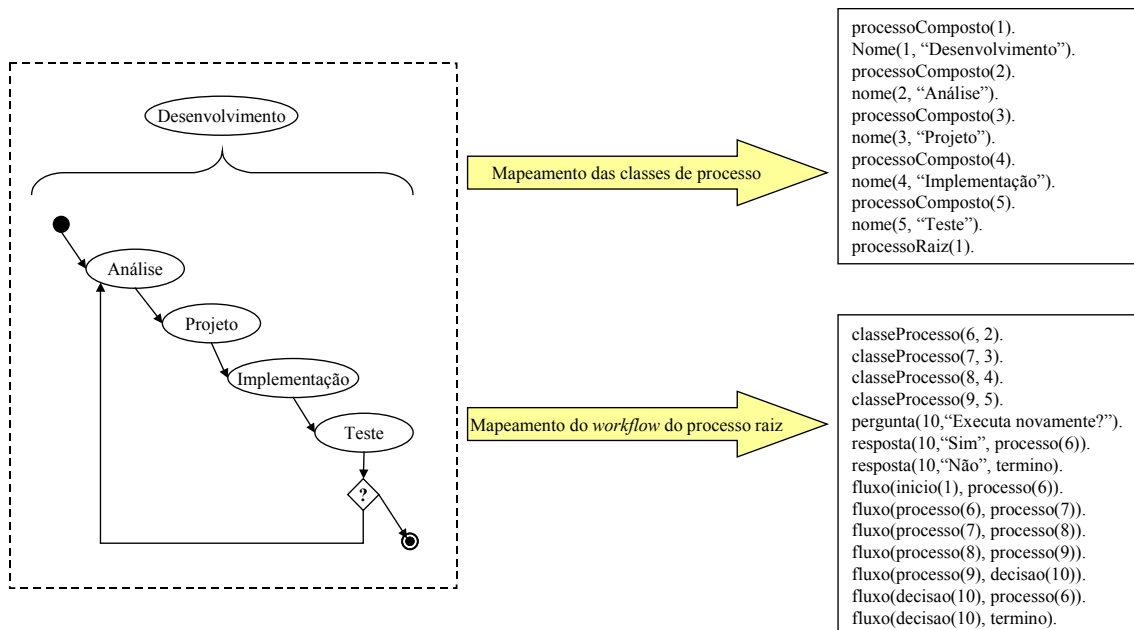 Desenvolvimento
Análise
Projeto
Implementação
Teste
?
Mapeamento das classes de processo
Mapeamento do workflow do processo raiz
processoComposto(1).
Nome(1, “Desenvolvimento”).
processoComposto(2).
nome(2, “Análise”).
processoComposto(3).
nome(3, “Projeto”).
processoComposto(4).
nome(4, “Implementação”).
processoComposto(5).
nome(5, “Teste”).
processoRaiz(1).
classeProcesso(6, 2).
classeProcesso(7, 3).
classeProcesso(8, 4).
classeProcesso(9, 5).
pergunta(10,“Executa novamente?”).
resposta(10,“Sim”, processo(6)).
resposta(10,“Não”, termino).
fluxo(inicio(1), processo(6)).
fluxo(processo(6), processo(7)).
fluxo(processo(7), processo(8)).
fluxo(processo(8), processo(9)).
fluxo(processo(9), decisao(10)).
fluxo(decisao(10), processo(6)).
fluxo(decisao(10), termino).